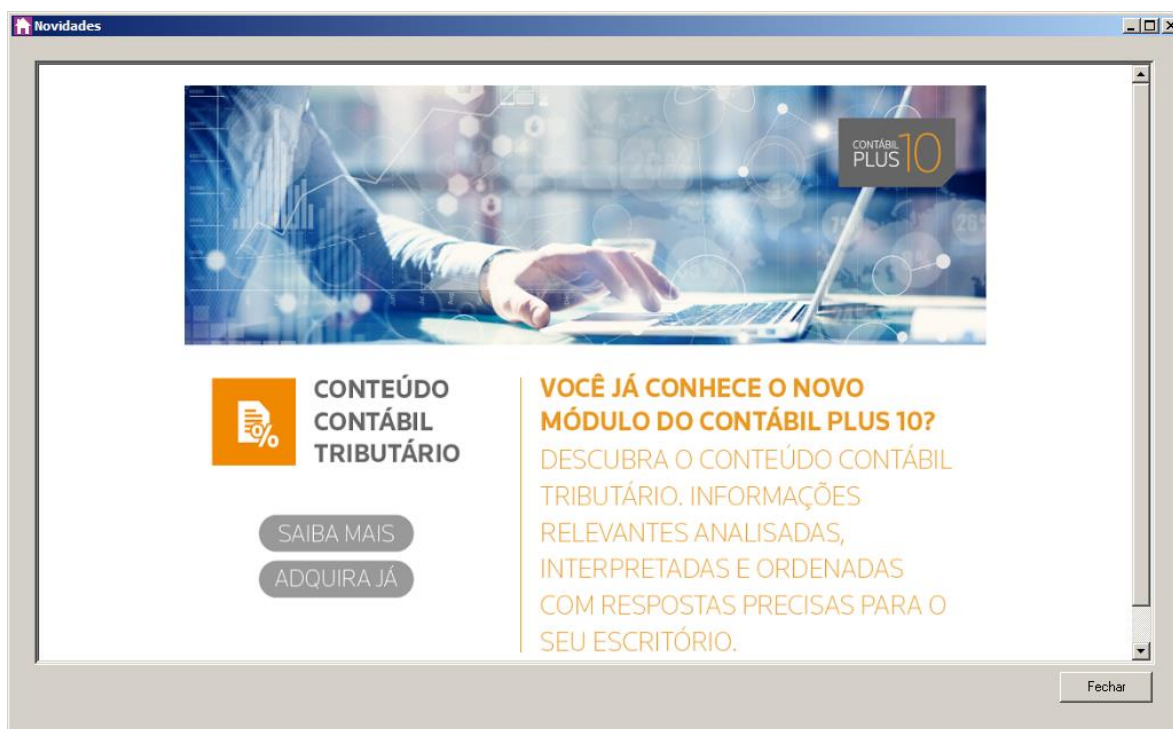 Novidades
CONTÁBIL
PLUS 10
CONTEÚDO
CONTÁBIL
TRIBUTÁRIO
SAIBA MAIS
ADQUIRA JÁ
VOCÊ JÁ CONHECE O NOVO
MÓDULO DO CONTÁBIL PLUS 10?
DESCUBRA O CONTEÚDO CONTÁBIL
TRIBUTÁRIO. INFORMAÇÕES
RELEVANTES ANALISADAS,
INTERPRETADAS E ORDENADAS
COM RESPOSTAS PRECISAS PARA O
SEU ESCRITÓRIO.
Fechar